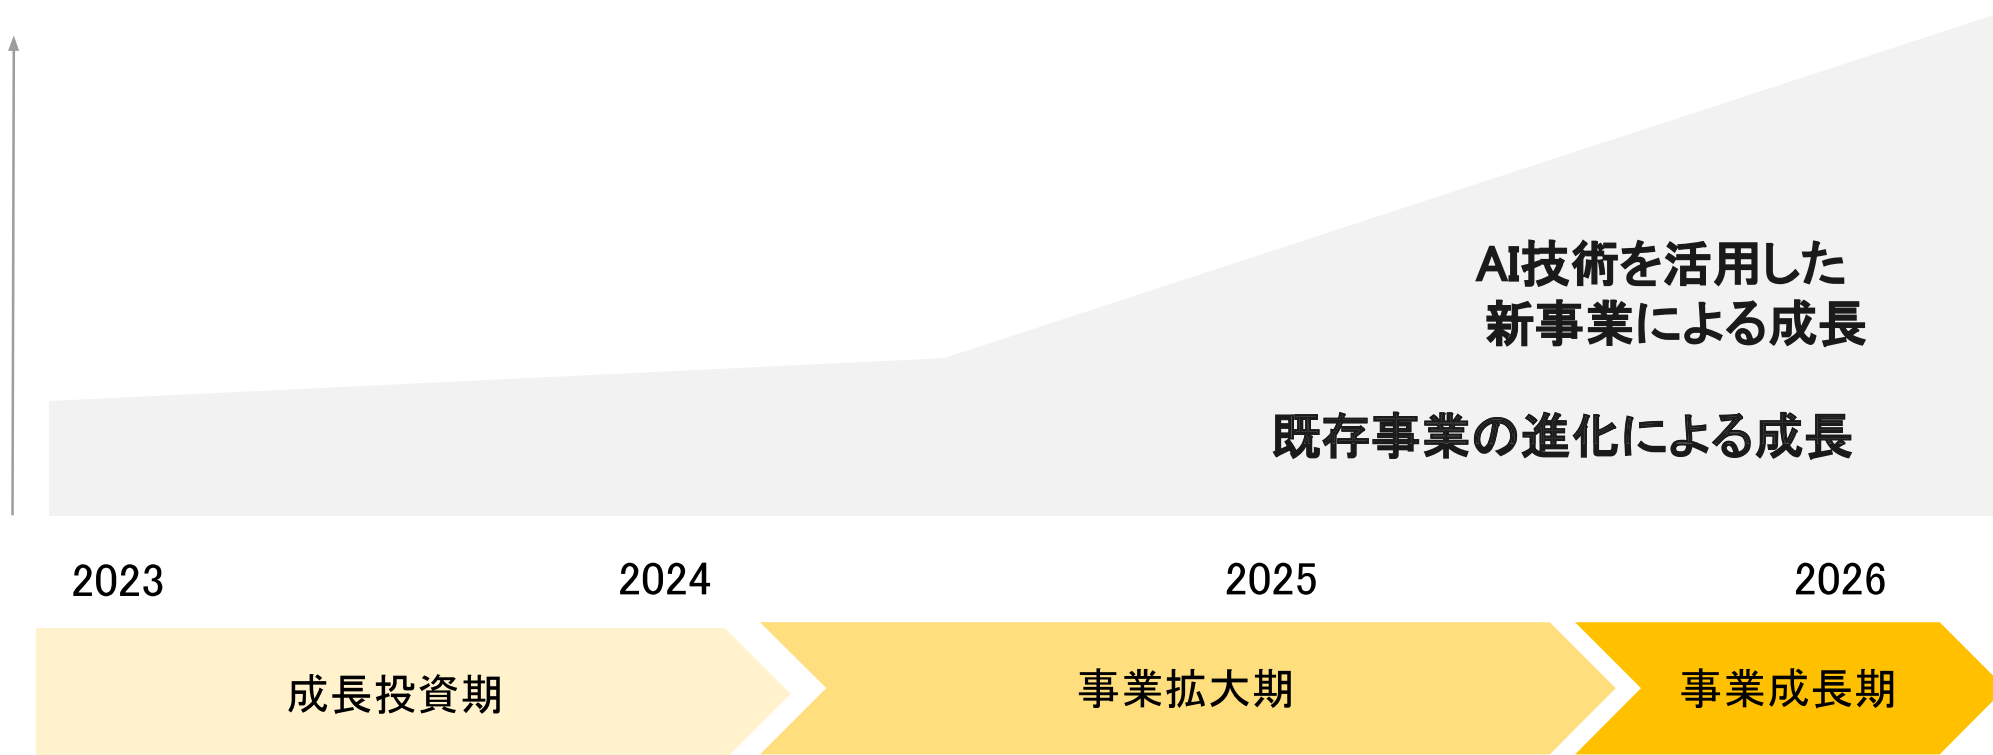 AI技術を活用した
新事業による成長
既存事業の進化による成長
2023
2024
2025
2026
成長投資期
事業拡大期
事業成長期